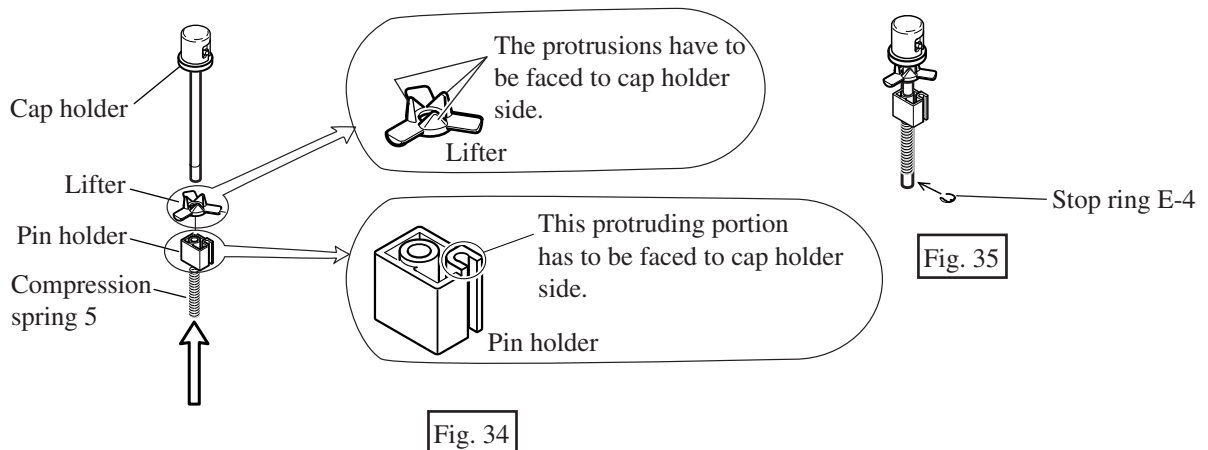 Cap holder
Lifter
Pin holder
Compression
spring 5
The protrusions have to
be faced to cap holder
side.
Lifter
This protruding portion
has to be faced to cap holder
side.
Pin holder
Fig. 34
Stop ring E-4
Fig. 35